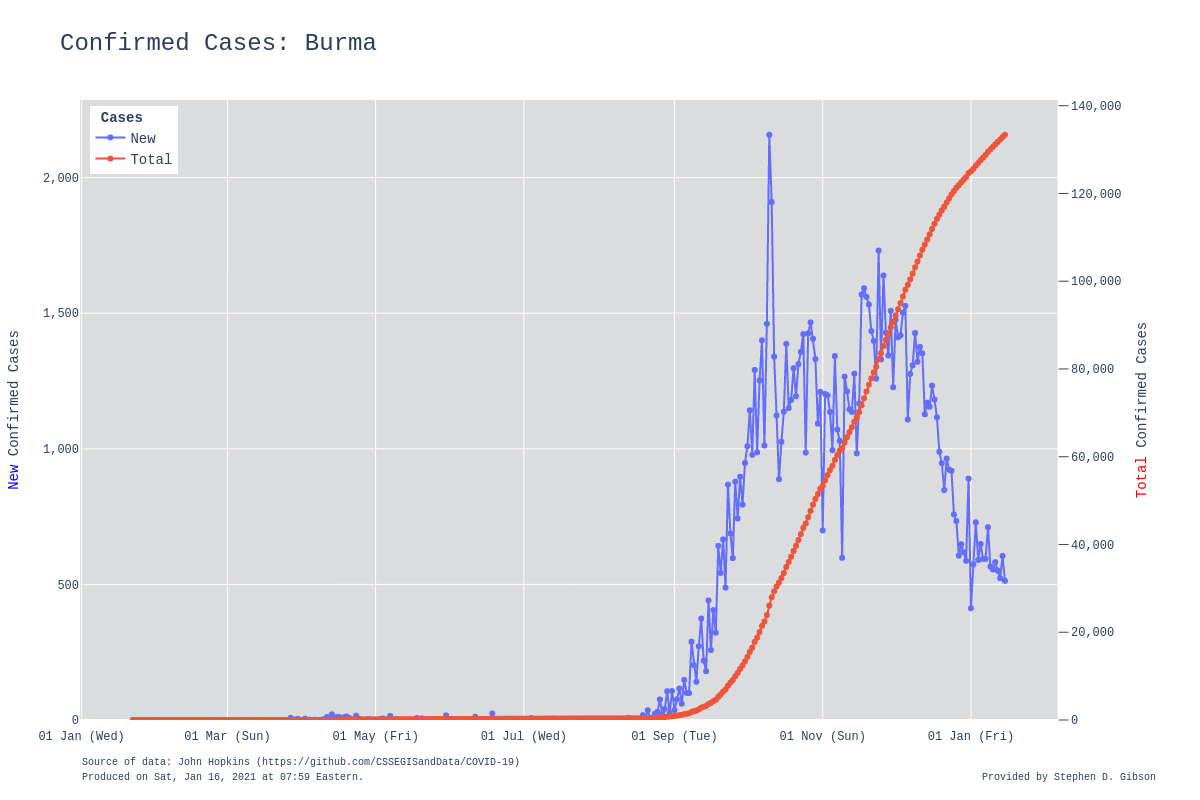 Confirmed Cases: Burma
Cases
New
Total
2,000
1,500
1,000
500
0
140,000
120,000
100,000
80,000
60,000
40,000
20,000
0
New Confirmed Cases
Total Confirmed Cases
01 Jan (Wed) 01 Mar (Sun) 01 May (Fri) 01 Jul (Wed) 01 Sep (Tue) 01 Nov (Sun) 01 Jan (Fri)
Source of data: John Hopkins (https://github.com/CSSEGISandData/COVID-19)
Produced on Sat, Jan 16, 2021 at 07:59 Eastern.
Provided by Stephen D. Gibson